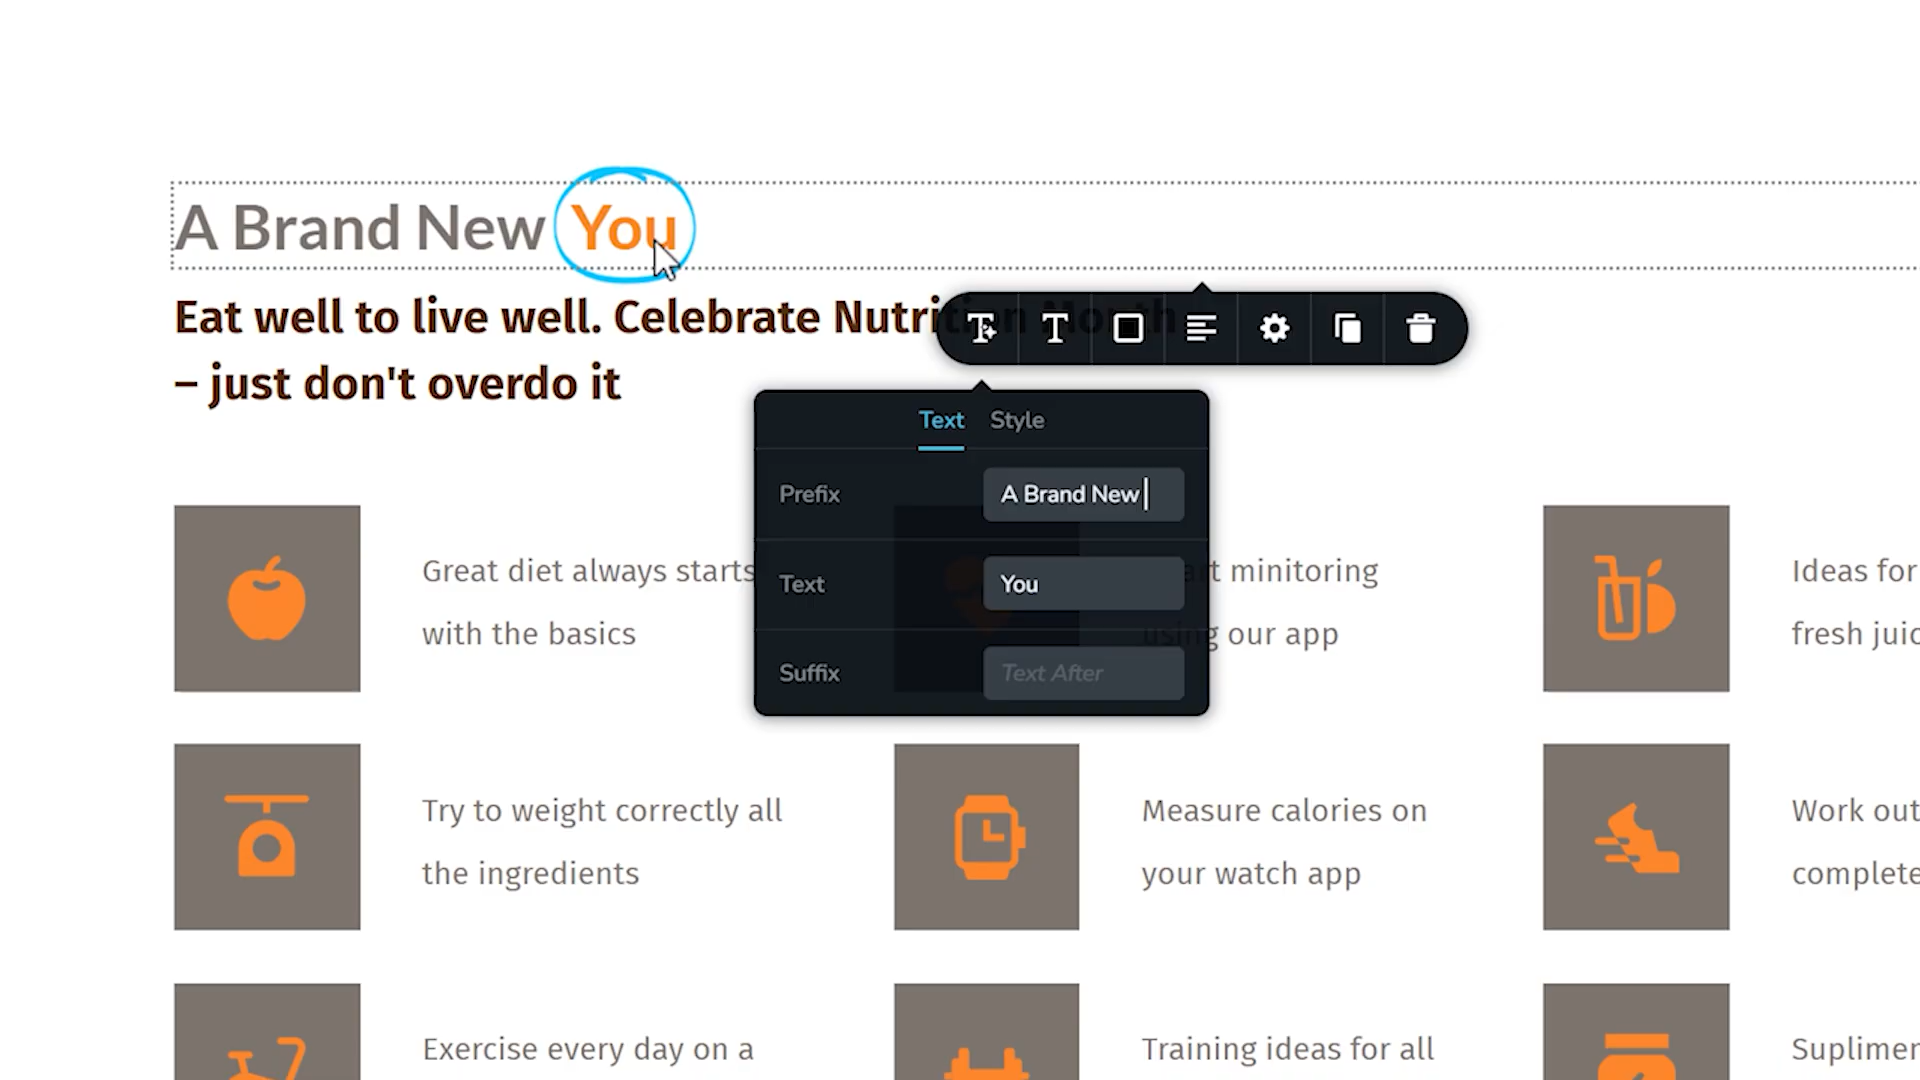 A Brand New You
Eat well to live well. Celebrate Nutrition Month
– just don't overdo it
Text Style
Prefix A Brand New
Text You
Suffix Text After
Great diet always starts
with the basics
minitoring
using our app
Ideas for
fresh
Try to weight correctly all
the ingredients
Measure calories on
your watch app
Work out
complete
Exercise every day on a
Training ideas for all